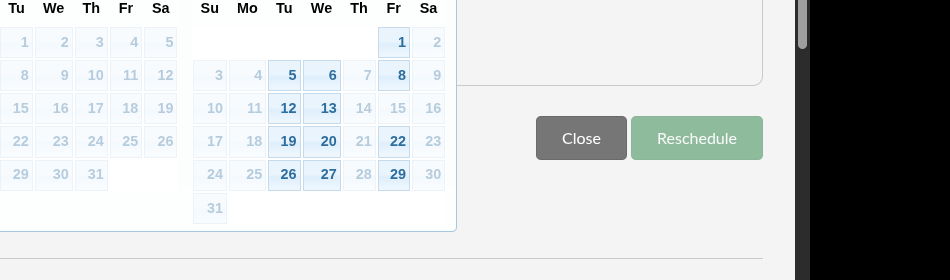 Tu We Th Fr Sa Su Mo Tu We Th Fr Sa
1 2 3 4 5 1 2
8 9 10 11 12 3 4 5 6 7 8 9
15 16 17 18 19 10 11 12 13 14 15 16
22 23 24 25 26 17 18 19 20 21 22 23
29 30 31 24 25 26 27 28 29 30
31
Close Reschedule